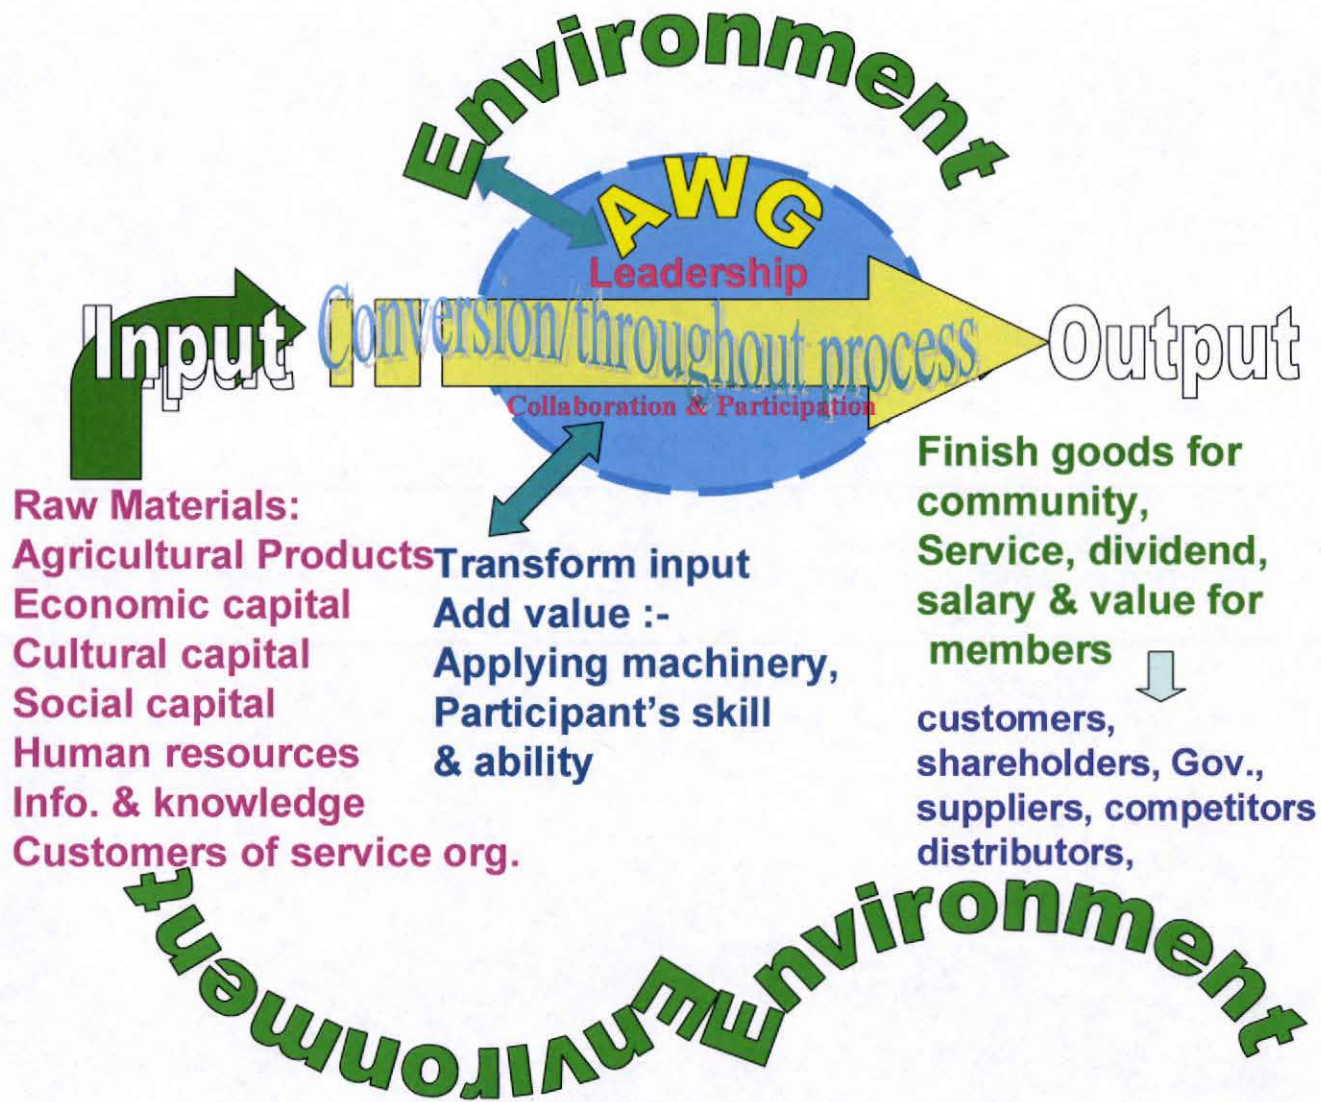 Environment
AWG
Leadership
Input
Conversion/throughout process
Output
Collaboration & Participation
Raw Materials:
Agricultural Products
Economic capital
Cultural capital
Social capital
Human resources
Info. & knowledge
Customers of service org.
Transform input
Add value :-
Applying machinery,
Participant's skill
& ability
Finish goods for
community,
Service, dividend,
salary & value for
members
customers,
shareholders, Gov.,
suppliers, competitors
distributors,
Environment
Environment